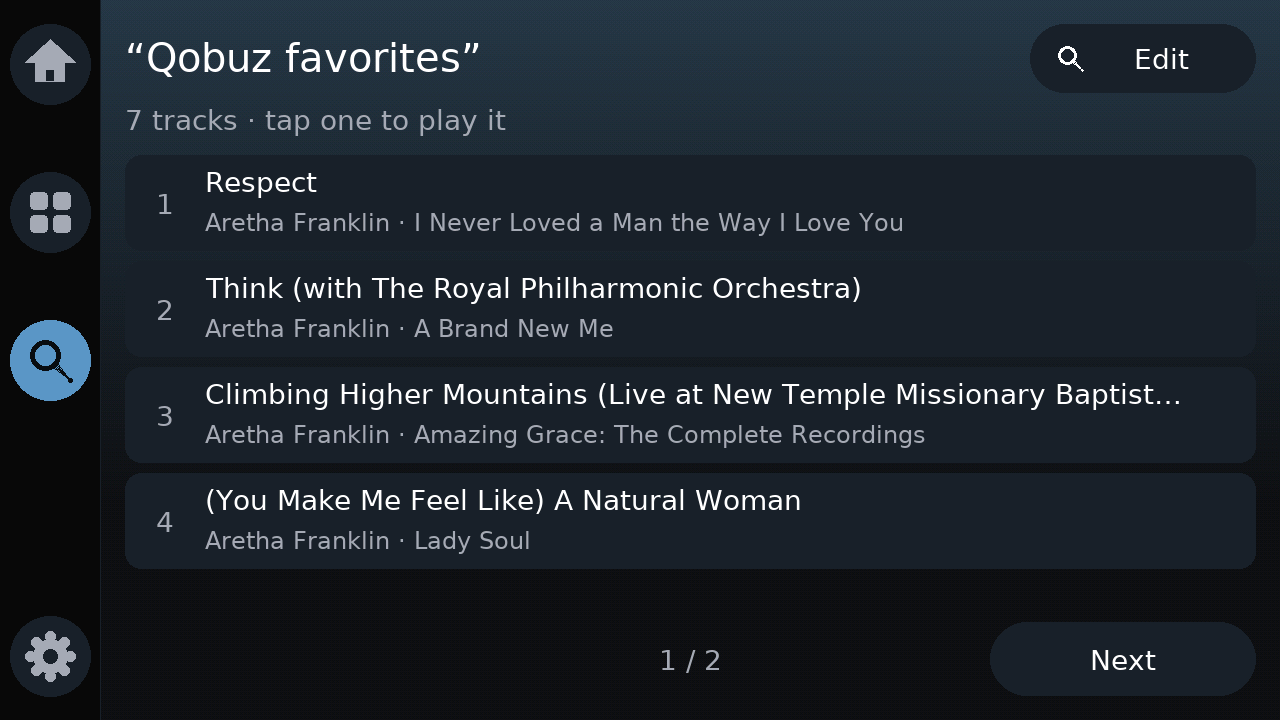 “Qobuz favorites”
Edit
7 tracks · tap one to play it
1
Respect
Aretha Franklin · I Never Loved a Man the Way I Love You
2
Think (with The Royal Philharmonic Orchestra)
Aretha Franklin · A Brand New Me
3
Climbing Higher Mountains (Live at New Temple Missionary Baptist…
Aretha Franklin · Amazing Grace: The Complete Recordings
4
(You Make Me Feel Like) A Natural Woman
Aretha Franklin · Lady Soul
1 / 2
Next